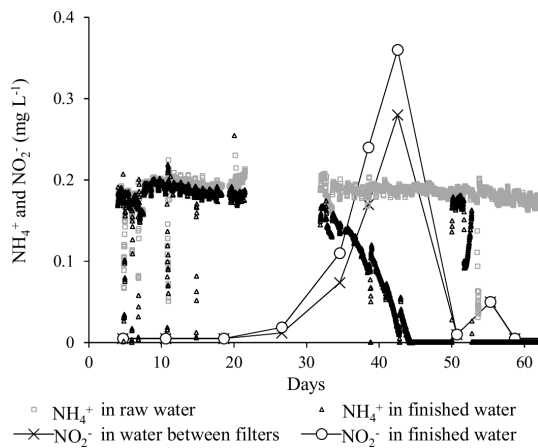 0.4
0.3
0.2
0.1
0
NH₄⁺ and NO₂⁻ (mg L⁻¹)
0 10 20 30 40 50 60
Days
NH₄⁺ in raw water NH₄⁺ in finished water
NO₂⁻ in water between filters NO₂⁻ in finished water